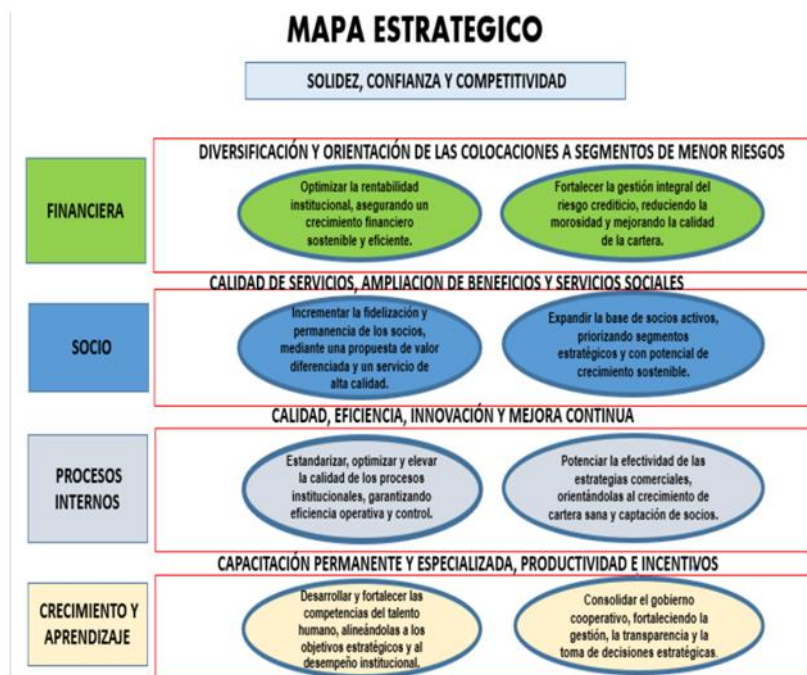 MAPA ESTRATEGICO
SOLIDEZ, CONFIANZA Y COMPETITIVIDAD
DIVERSIFICACIÓN Y ORIENTACIÓN DE LAS COLOCACIONES A SEGMENTOS DE MENOR RIESGOS
FINANCIERA
Optimizar la rentabilidad
institucional, asegurando un
crecimiento financiero
sostenible y eficiente.
Fortalecer la gestión integral del
riesgo crediticio, reduciendo la
morosidad y mejorando la calidad
de la cartera.
CALIDAD DE SERVICIOS, AMPLIACION DE BENEFICIOS Y SERVICIOS SOCIALES
SOCIO
Incrementar la fidelización y
permanencia de los socios,
mediante una propuesta de valor
diferenciada y un servicio de
alta calidad.
Expandir la base de socios activos,
priorizando segmentos
estratégicos y con potencial de
crecimiento sostenible.
CALIDAD, EFICIENCIA, INNOVACIÓN Y MEJORA CONTINUA
PROCESOS
INTERNOS
Estandarizar, optimizar y elevar
la calidad de los procesos
institucionales, garantizando
eficiencia operativa y control.
Potenciar la efectividad de las
estrategias comerciales,
orientándolas al crecimiento de
cartera sana y captación de socios.
CAPACITACIÓN PERMANENTE Y ESPECIALIZADA, PRODUCTIVIDAD E INCENTIVOS
CRECIMIENTO Y
APRENDIZAJE
Desarrollar y fortalecer las
competencias del talento
humano, alineándolas a los
objetivos estratégicos y al
desempeño institucional.
Consolidar el gobierno
cooperativo, fortaleciendo la
gestión, la transparencia y la
toma de decisiones estratégicas.